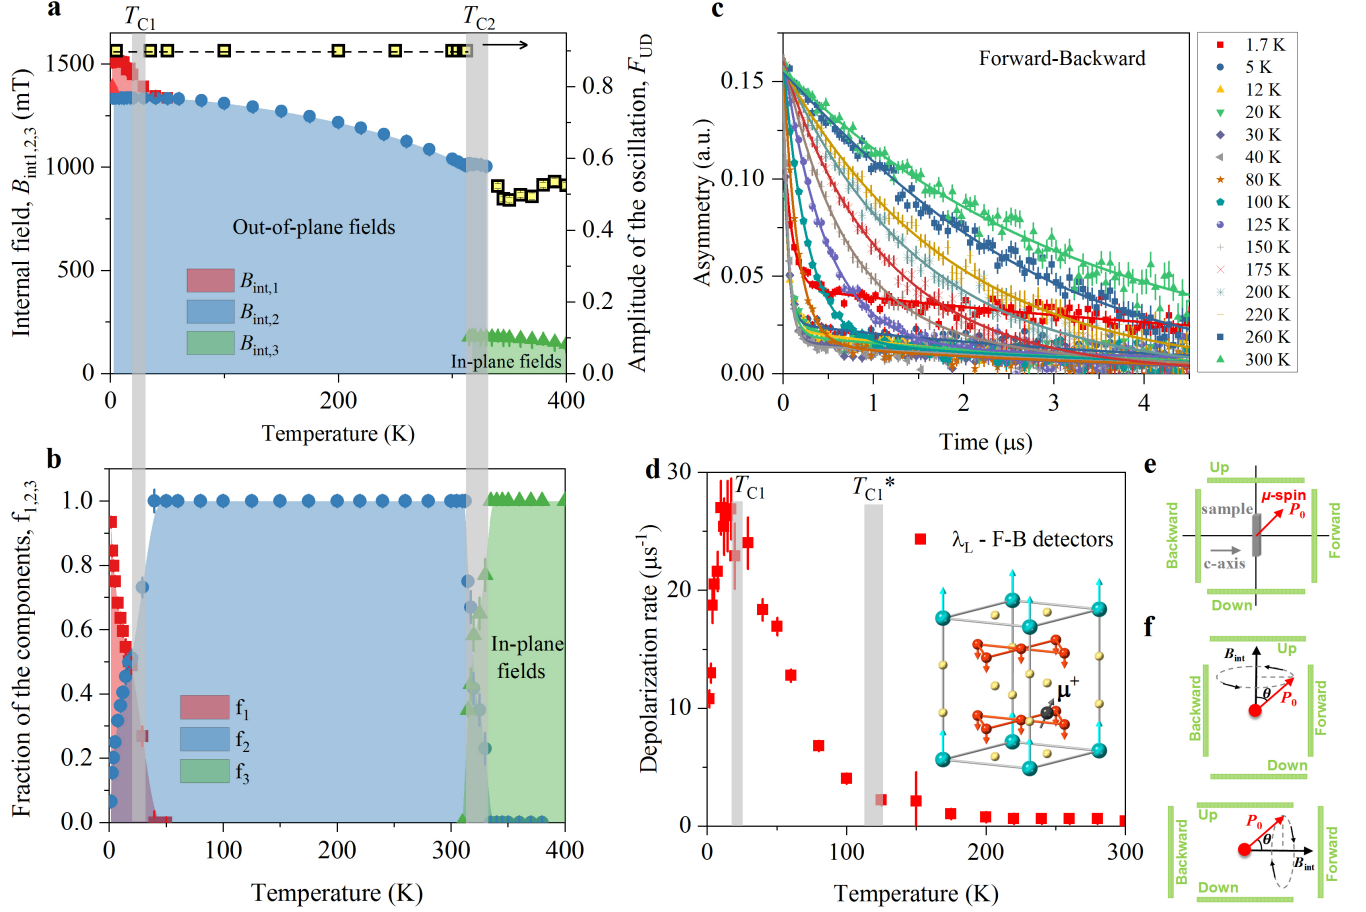 a
T_C1
T_C2
Internal field, B_int1,2,3 (mT)
1500
1000
500
0
Out-of-plane fields
B_int,1
B_int,2
B_int,3
In-plane fields
0.8
0.6
0.4
0.2
0.0
Amplitude of the oscillation, F_UD
0
200
400
Temperature (K)
b
Fraction of the components, f_1,2,3
1.0
0.8
0.6
0.4
0.2
0.0
f_1
f_2
f_3
In-plane
fields
0
100
200
300
400
Temperature (K)
c
Forward-Backward
Asymmetry (a.u.)
0.15
0.10
0.05
0.00
0
1
2
3
4
Time (μs)
1.7 K
5 K
12 K
20 K
30 K
40 K
80 K
100 K
125 K
150 K
175 K
200 K
220 K
260 K
300 K
d
Depolarization rate (μs⁻¹)
30
20
10
0
T_C1
T_C1*
λ_L - F-B detectors
μ⁺
0
100
200
300
Temperature (K)
e
Up
μ-spin
P_0
sample
Backward
Forward
c-axis
Down
f
Up
B_int
θ
P_0
Backward
Forward
Down
Up
P_0
θ
B_int
Backward
Forward
Down